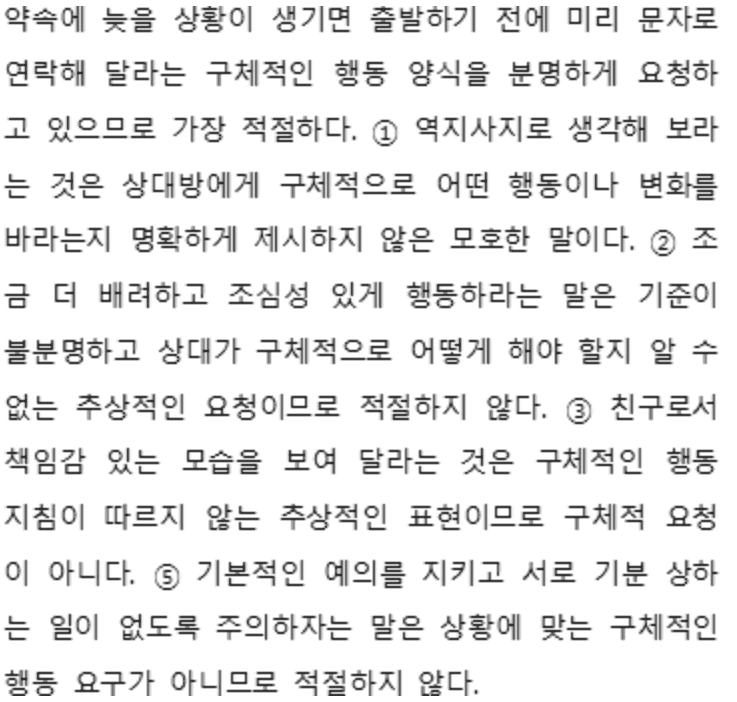 약속에 늦을 상황이 생기면 출발하기 전에 미리 문자로
연락해 달라는 구체적인 행동 양식을 분명하게 요청하
고 있으므로 가장 적절하다. ① 역지사지로 생각해 보라
는 것은 상대방에게 구체적으로 어떤 행동이나 변화를
바라는지 명확하게 제시하지 않은 모호한 말이다. ② 조
금 더 배려하고 조심성 있게 행동하라는 말은 기준이
불분명하고 상대가 구체적으로 어떻게 해야 할지 알 수
없는 추상적인 요청이므로 적절하지 않다. ③ 친구로서
책임감 있는 모습을 보여 달라는 것은 구체적인 행동
지침이 따르지 않는 추상적인 표현이므로 구체적 요청
이 아니다. ⑤ 기본적인 예의를 지키고 서로 기분 상하
는 일이 없도록 주의하자는 말은 상황에 맞는 구체적인
행동 요구가 아니므로 적절하지 않다.